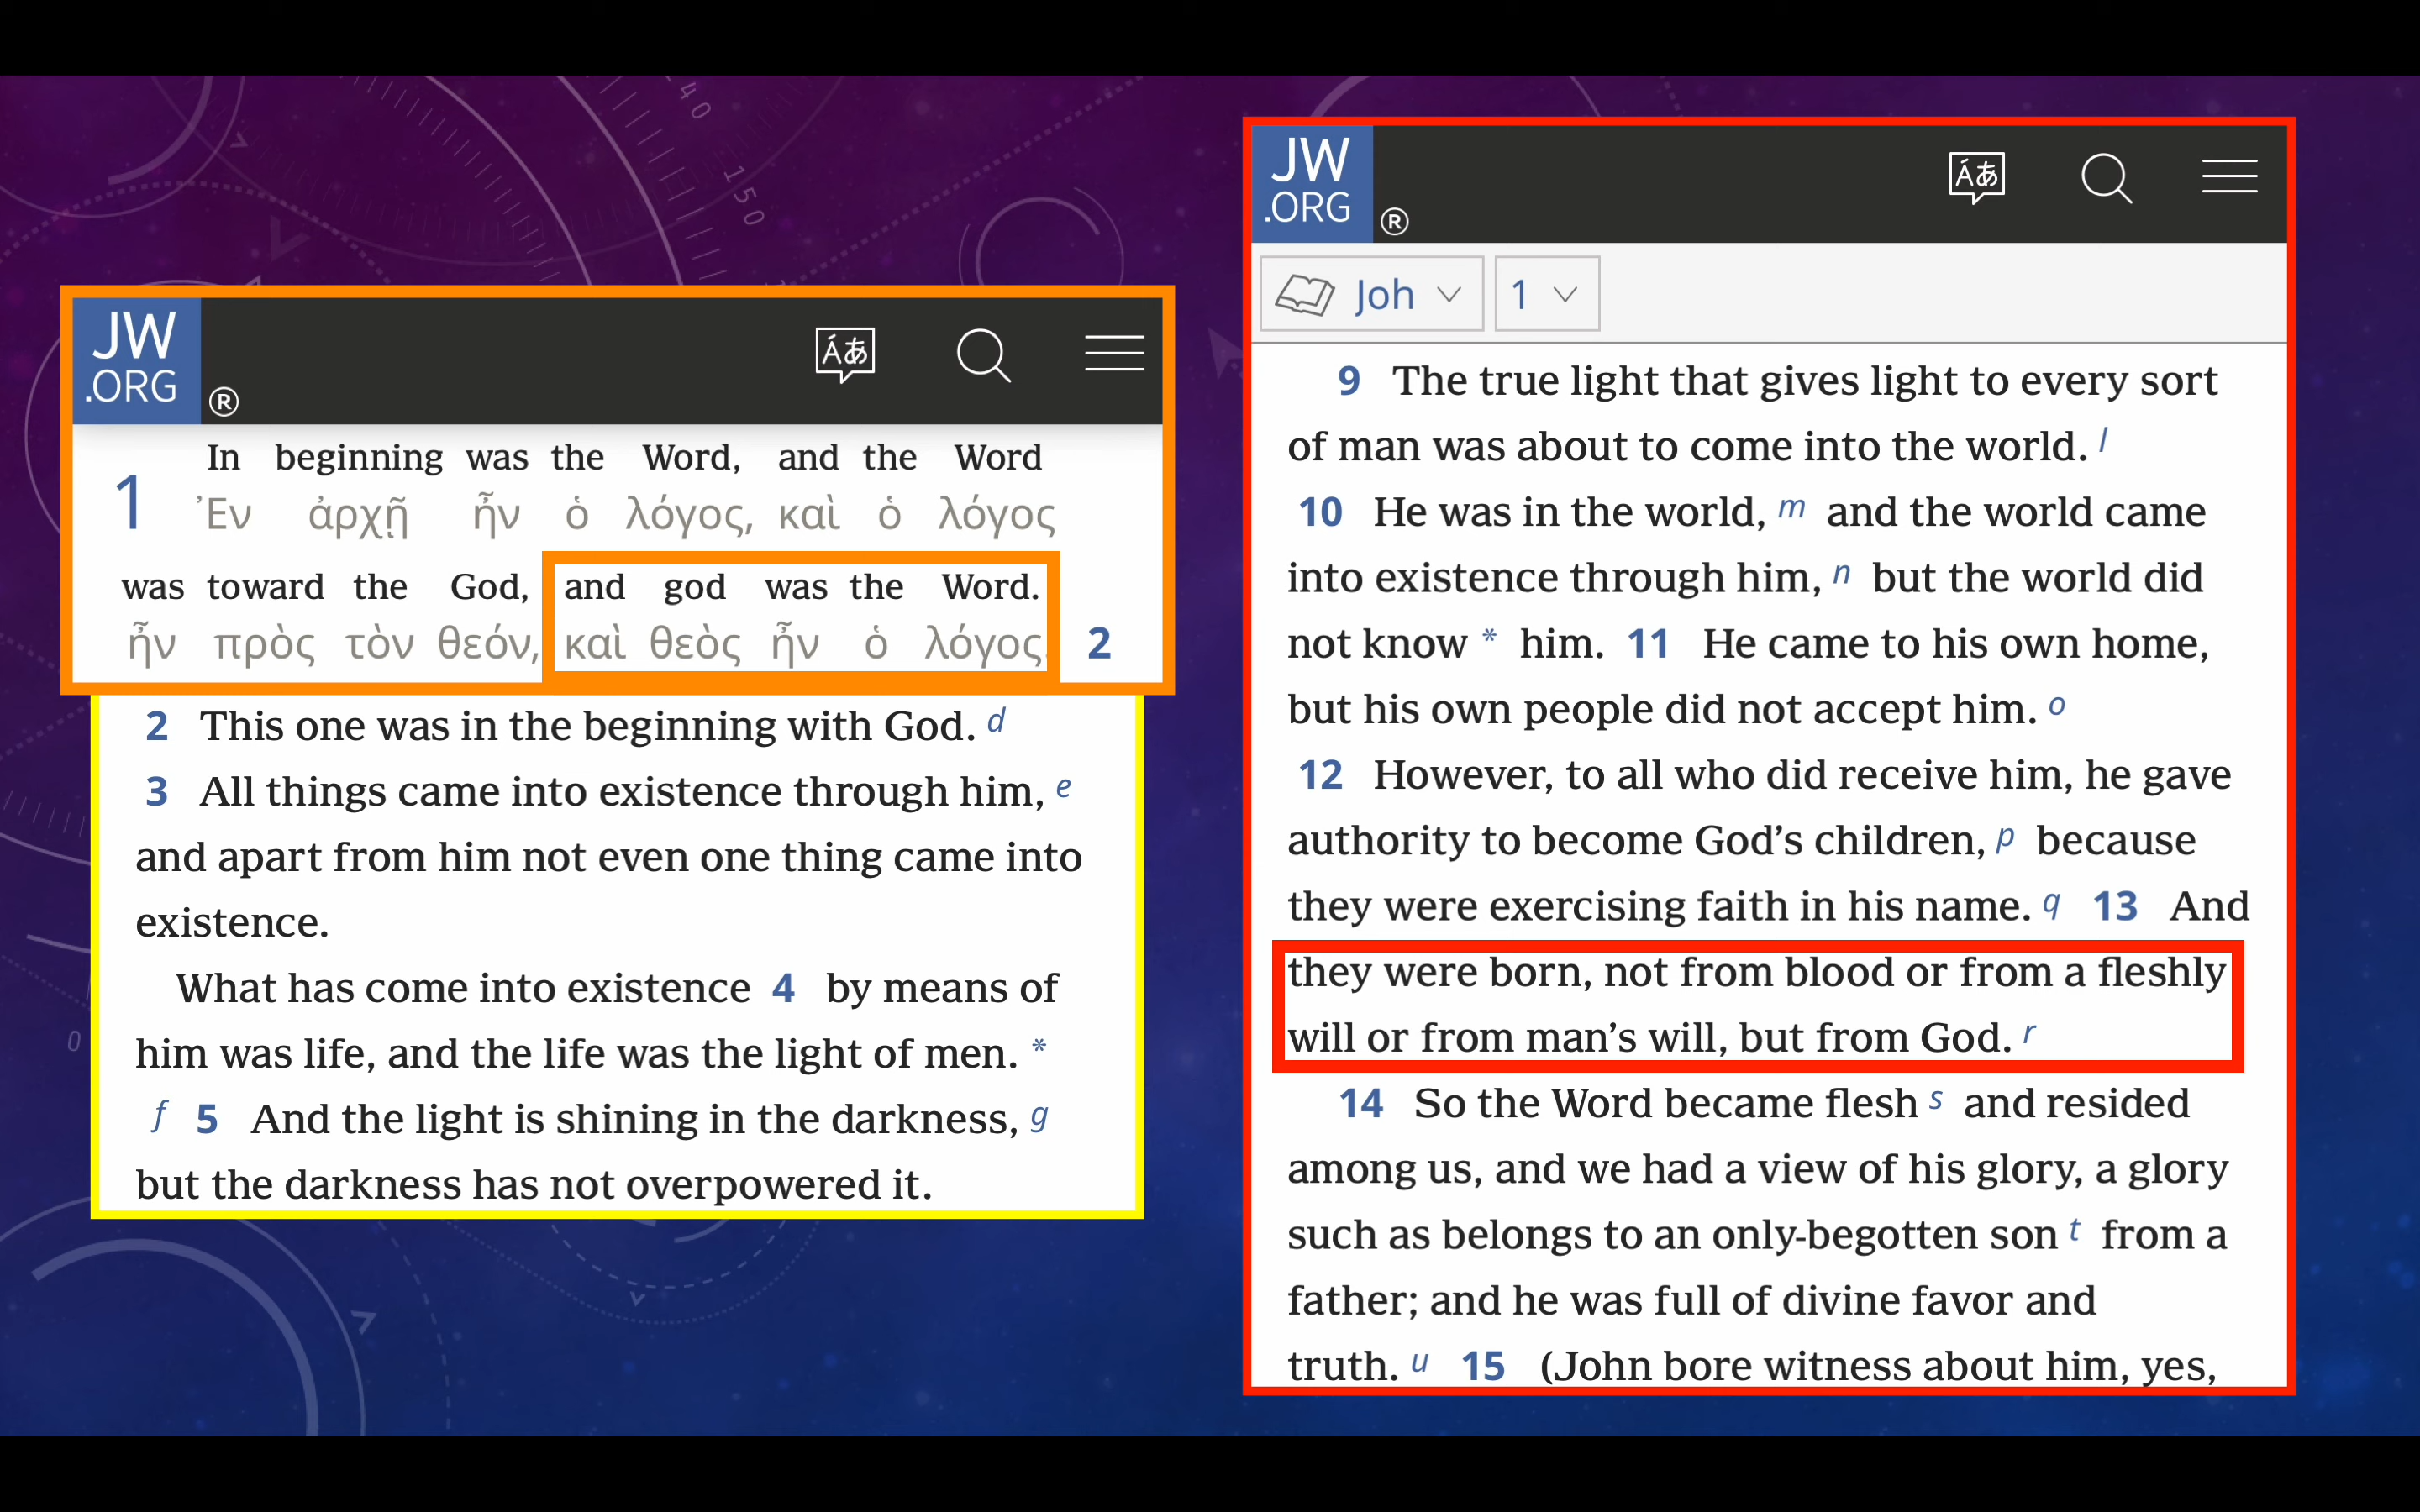 JW
.ORG
®
Áあ
In beginning was the Word, and the Word
1 Ἐν ἀρχῇ ἦν ὁ λόγος, καὶ ὁ λόγος
was toward the God, and god was the Word.
ἦν πρὸς τὸν θεόν, καὶ θεὸς ἦν ὁ λόγος. 2
2 This one was in the beginning with God. d
3 All things came into existence through him, e
and apart from him not even one thing came into
existence.
What has come into existence 4 by means of
him was life, and the life was the light of men. *
f 5 And the light is shining in the darkness, g
but the darkness has not overpowered it.
JW
.ORG
®
Áあ
Joh 1
9 The true light that gives light to every sort
of man was about to come into the world. l
10 He was in the world, m and the world came
into existence through him, n but the world did
not know * him. 11 He came to his own home,
but his own people did not accept him. o
12 However, to all who did receive him, he gave
authority to become God’s children, p because
they were exercising faith in his name. q 13 And
they were born, not from blood or from a fleshly
will or from man’s will, but from God. r
14 So the Word became flesh s and resided
among us, and we had a view of his glory, a glory
such as belongs to an only-begotten son t from a
father; and he was full of divine favor and
truth. u 15 (John bore witness about him, yes,
40
150
0